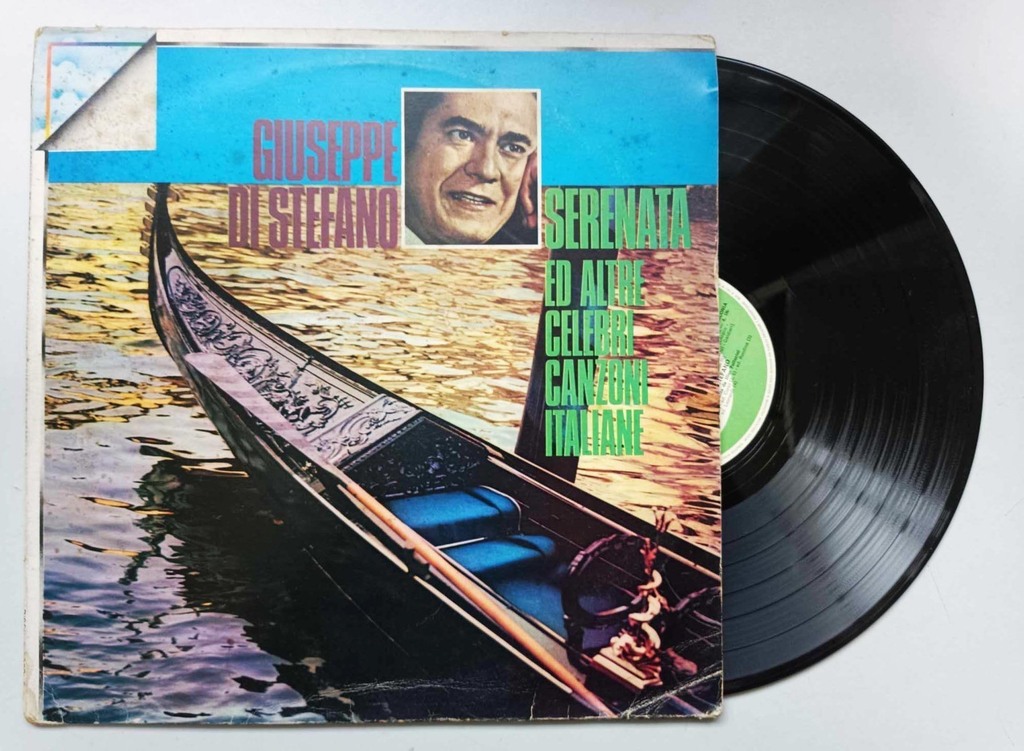 GIUSEPPE
DI STEFANO
SERENATA
ED ALTRE
CELEBRI
CANZONI
ITALIANE